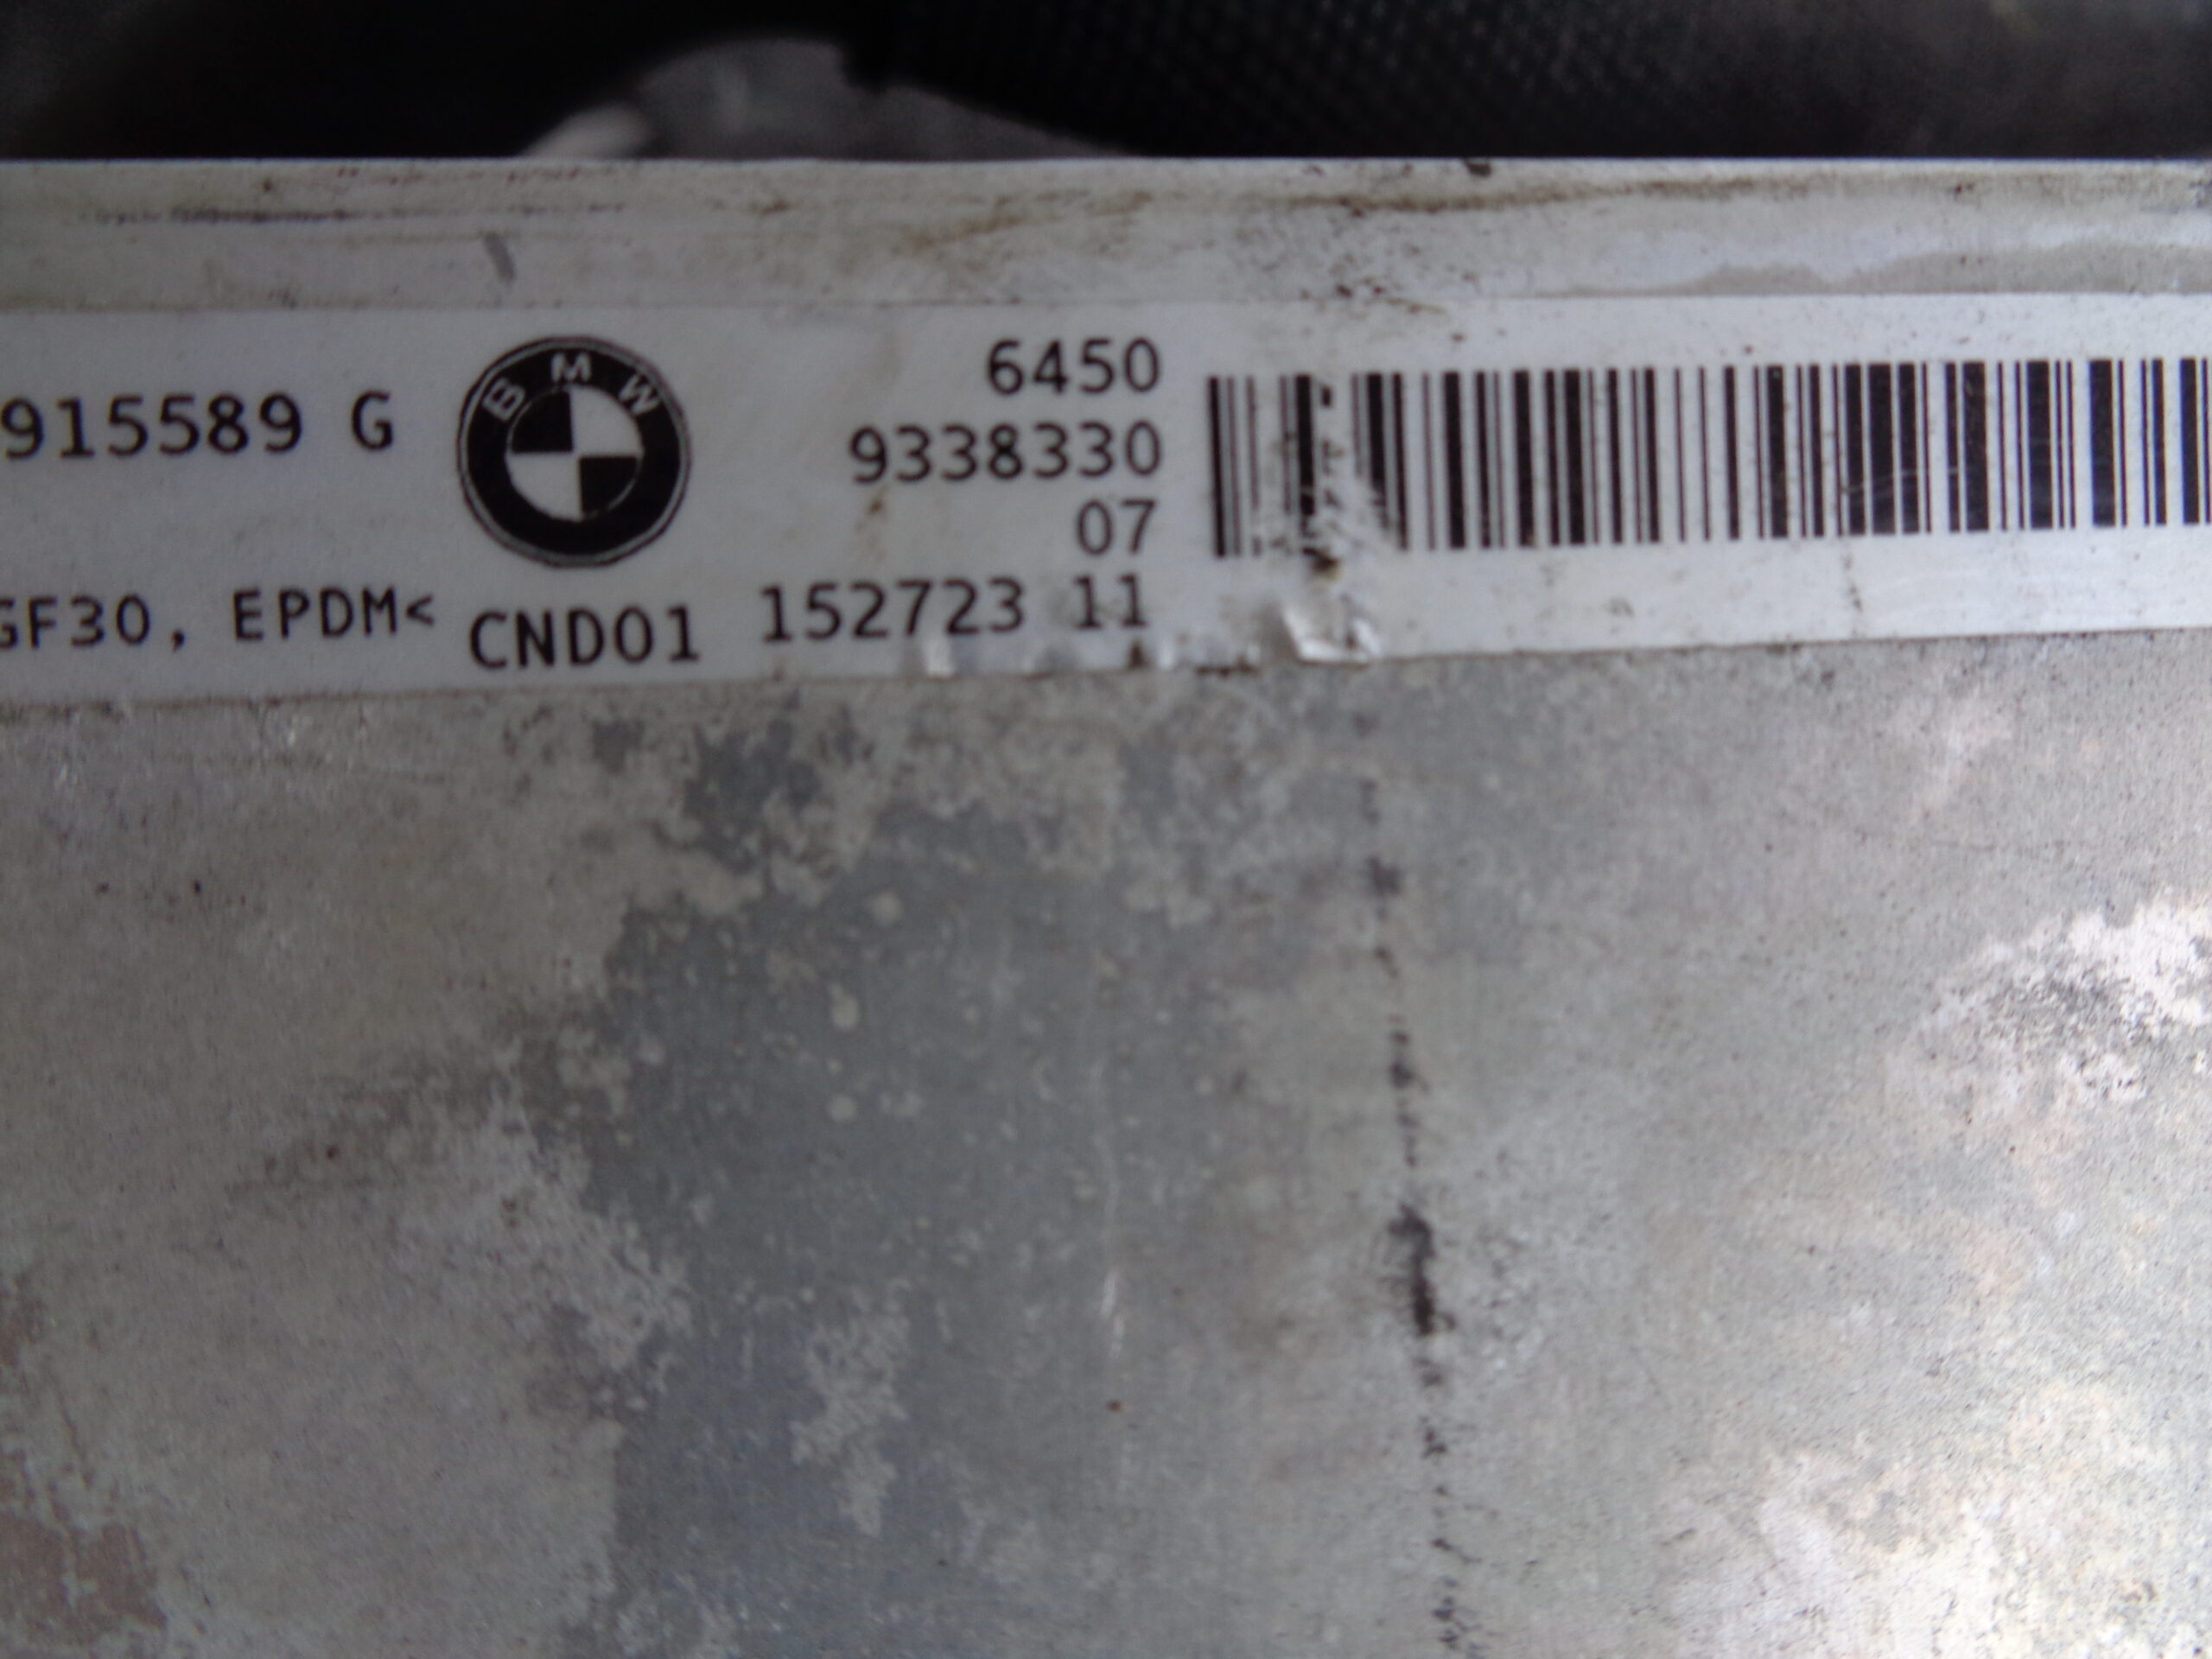 915589 G
BMW
6450
9338330
07
GF30, EPDM< CND01 152723 11